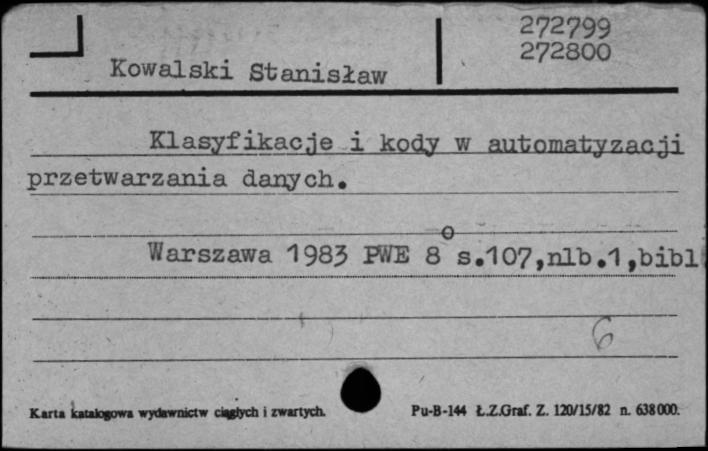 272799
272800
Kowalski Stanisław
Klasyfikacje i kody w automatyzacji
przetwarzania danych.
Warszawa 1983 PWE 8° s.107,nlb.1,bibl
6
Karta katalogowa wydawnictw ciągłych i zwartych.
Pu-B-144 Ł.Z.Graf. Z. 120/15/82 n. 638000.